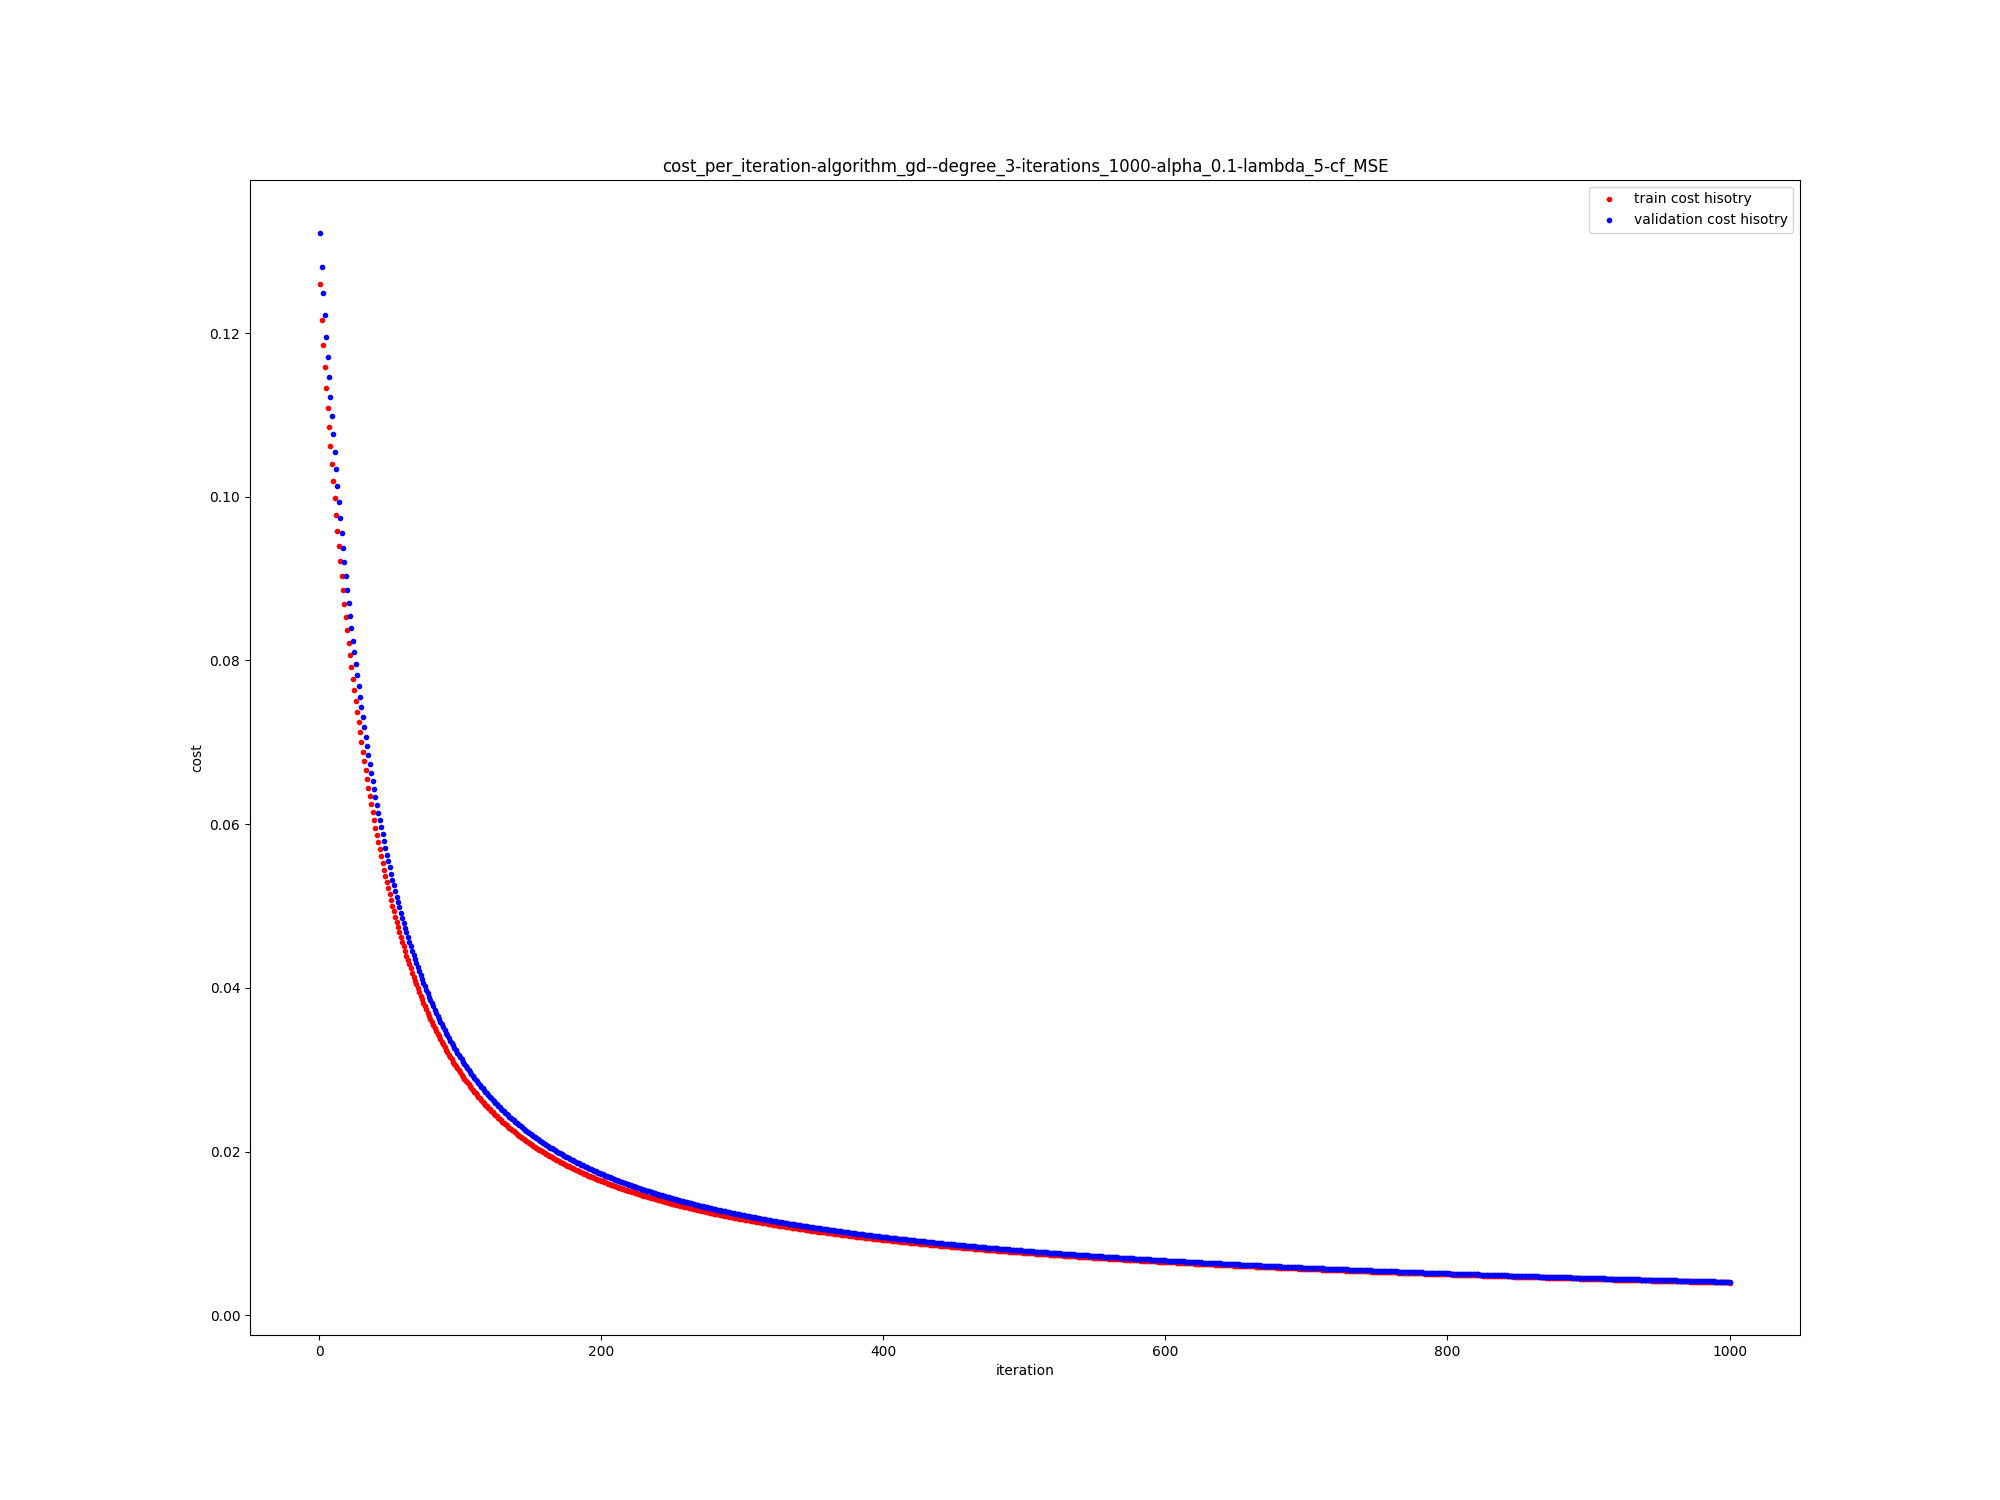 cost_per_iteration-algorithm_gd--degree_3-iterations_1000-alpha_0.1-lambda_5-cf_MSE
train cost hisotry
validation cost hisotry
0.12
0.10
0.08
0.06
0.04
0.02
0.00
cost
0 200 400 600 800 1000
iteration